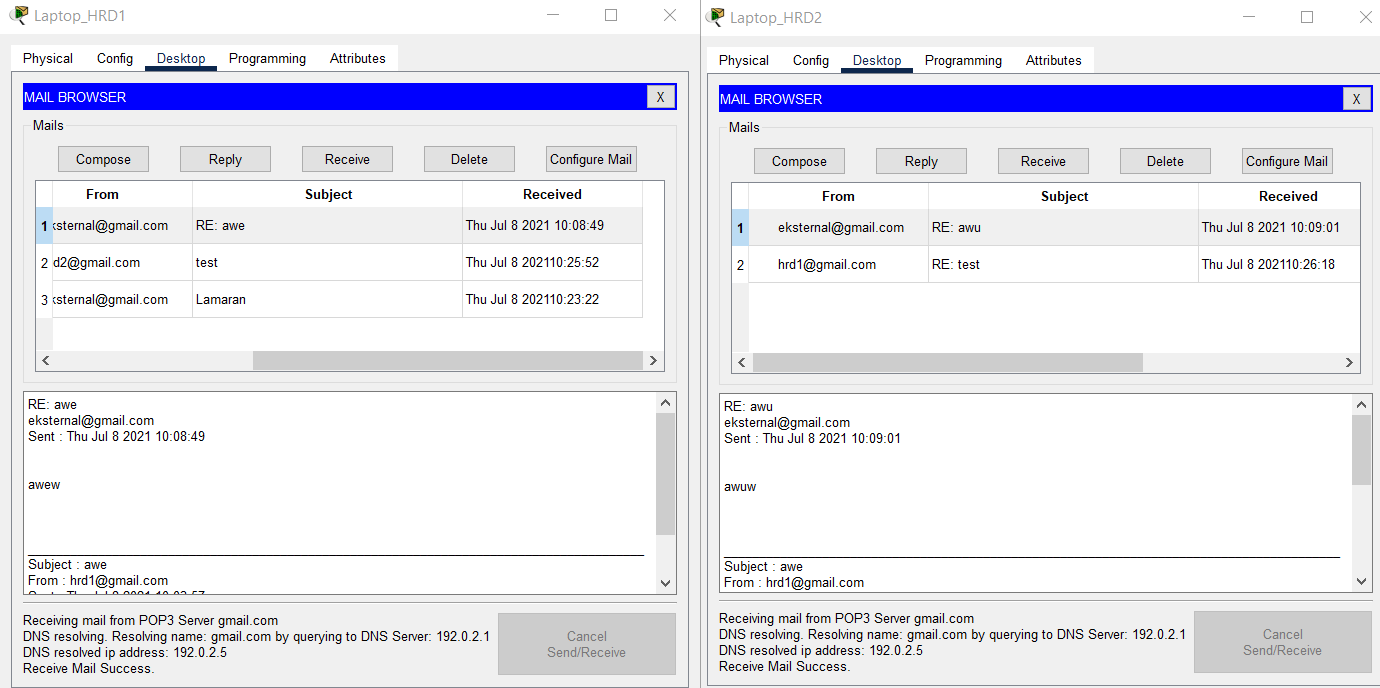 Laptop_HRD1
Physical Config Desktop Programming Attributes
MAIL BROWSER X
Mails
Compose Reply Receive Delete Configure Mail
From Subject Received
1 ksternal@gmail.com RE: awe Thu Jul 8 2021 10:08:49
2 d2@gmail.com test Thu Jul 8 202110:25:52
3 ksternal@gmail.com Lamaran Thu Jul 8 202110:23:22
RE: awe
eksternal@gmail.com
Sent : Thu Jul 8 2021 10:08:49
awew
Subject : awe
From : hrd1@gmail.com
Receiving mail from POP3 Server gmail.com
DNS resolving. Resolving name: gmail.com by querying to DNS Server: 192.0.2.1
DNS resolved ip address: 192.0.2.5
Receive Mail Success.
Cancel
Send/Receive
Laptop_HRD2
Physical Config Desktop Programming Attributes
MAIL BROWSER X
Mails
Compose Reply Receive Delete Configure Mail
From Subject Received
1 eksternal@gmail.com RE: awu Thu Jul 8 2021 10:09:01
2 hrd1@gmail.com RE: test Thu Jul 8 202110:26:18
RE: awu
eksternal@gmail.com
Sent : Thu Jul 8 2021 10:09:01
awuw
Subject : awe
From : hrd1@gmail.com
Receiving mail from POP3 Server gmail.com
DNS resolving. Resolving name: gmail.com by querying to DNS Server: 192.0.2.1
DNS resolved ip address: 192.0.2.5
Receive Mail Success.
Cancel
Send/Receive